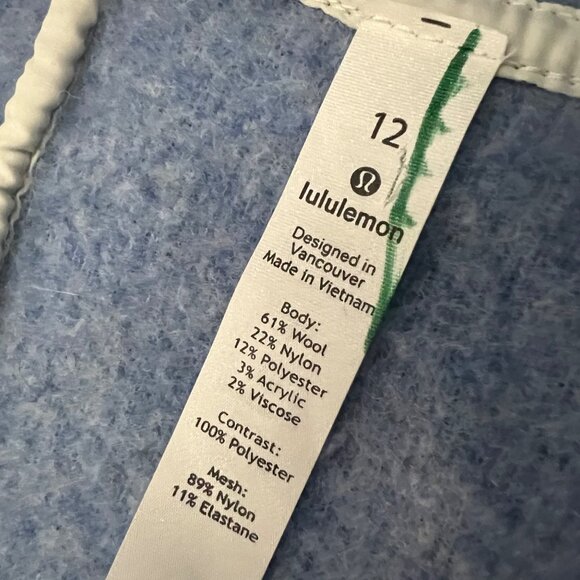 12
lululemon
Designed in
Vancouver
Made in Vietnam
Body:
61% Wool
22% Nylon
12% Polyester
3% Acrylic
2% Viscose
Contrast:
100% Polyester
Mesh:
89% Nylon
11% Elastane